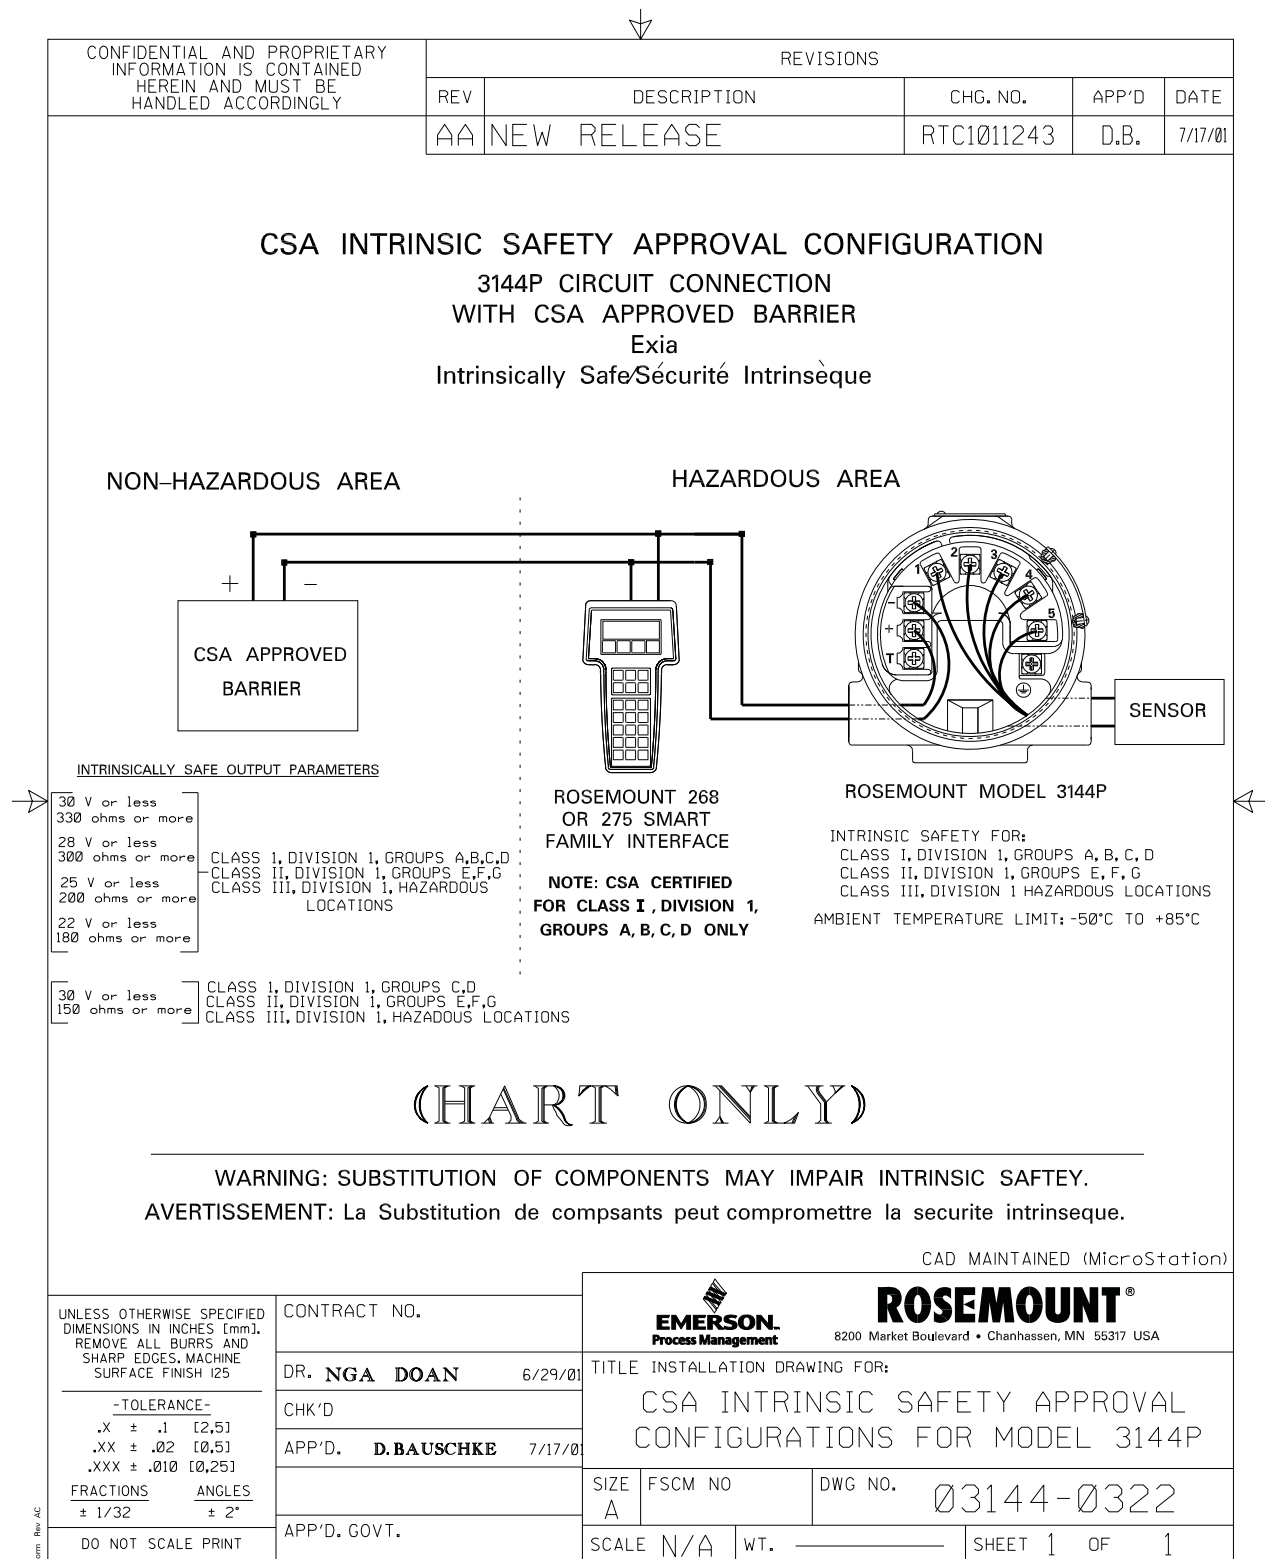 CONFIDENTIAL AND PROPRIETARY
INFORMATION IS CONTAINED
HEREIN AND MUST BE
HANDLED ACCORDINGLY
REVISIONS
REV DESCRIPTION CHG. NO. APP'D DATE
AA NEW RELEASE RTC1011243 D.B. 7/17/01
CSA INTRINSIC SAFETY APPROVAL CONFIGURATION
3144P CIRCUIT CONNECTION
WITH CSA APPROVED BARRIER
Exia
Intrinsically Safe/Sécurité Intrinsèque
NON-HAZARDOUS AREA
HAZARDOUS AREA
+ -
CSA APPROVED
BARRIER
1 2 3 4 5
-
+
T
SENSOR
INTRINSICALLY SAFE OUTPUT PARAMETERS
30 V or less
330 ohms or more
28 V or less
300 ohms or more
25 V or less
200 ohms or more
22 V or less
180 ohms or more
CLASS 1, DIVISION 1, GROUPS A,B,C,D
CLASS II, DIVISION 1, GROUPS E,F,G
CLASS III, DIVISION 1, HAZARDOUS
LOCATIONS
30 V or less
150 ohms or more
CLASS 1, DIVISION 1, GROUPS C,D
CLASS II, DIVISION 1, GROUPS E,F,G
CLASS III, DIVISION 1, HAZADOUS LOCATIONS
ROSEMOUNT 268
OR 275 SMART
FAMILY INTERFACE
NOTE: CSA CERTIFIED
FOR CLASS I , DIVISION 1,
GROUPS A, B, C, D ONLY
ROSEMOUNT MODEL 3144P
INTRINSIC SAFETY FOR:
CLASS I, DIVISION 1, GROUPS A, B, C, D
CLASS II, DIVISION 1, GROUPS E, F, G
CLASS III, DIVISION 1 HAZARDOUS LOCATIONS
AMBIENT TEMPERATURE LIMIT: -50°C TO +85°C
(HART ONLY)
WARNING: SUBSTITUTION OF COMPONENTS MAY IMPAIR INTRINSIC SAFTEY.
AVERTISSEMENT: La Substitution de compsants peut compromettre la securite intrinseque.
CAD MAINTAINED (MicroStation)
UNLESS OTHERWISE SPECIFIED
DIMENSIONS IN INCHES [mm].
REMOVE ALL BURRS AND
SHARP EDGES. MACHINE
SURFACE FINISH 125
-TOLERANCE-
.X ± .1 [2,5]
.XX ± .02 [0,5]
.XXX ± .010 [0,25]
FRACTIONS ANGLES
± 1/32 ± 2°
DO NOT SCALE PRINT
CONTRACT NO.
DR. NGA DOAN 6/29/01
CHK'D
APP'D. D. BAUSCHKE 7/17/01
APP'D. GOVT.
EMERSON.
Process Management
ROSEMOUNT®
8200 Market Boulevard • Chanhassen, MN 55317 USA
TITLE INSTALLATION DRAWING FOR:
CSA INTRINSIC SAFETY APPROVAL
CONFIGURATIONS FOR MODEL 3144P
SIZE A
FSCM NO
DWG NO. 03144-0322
SCALE N/A WT. SHEET 1 OF 1
Rev AC